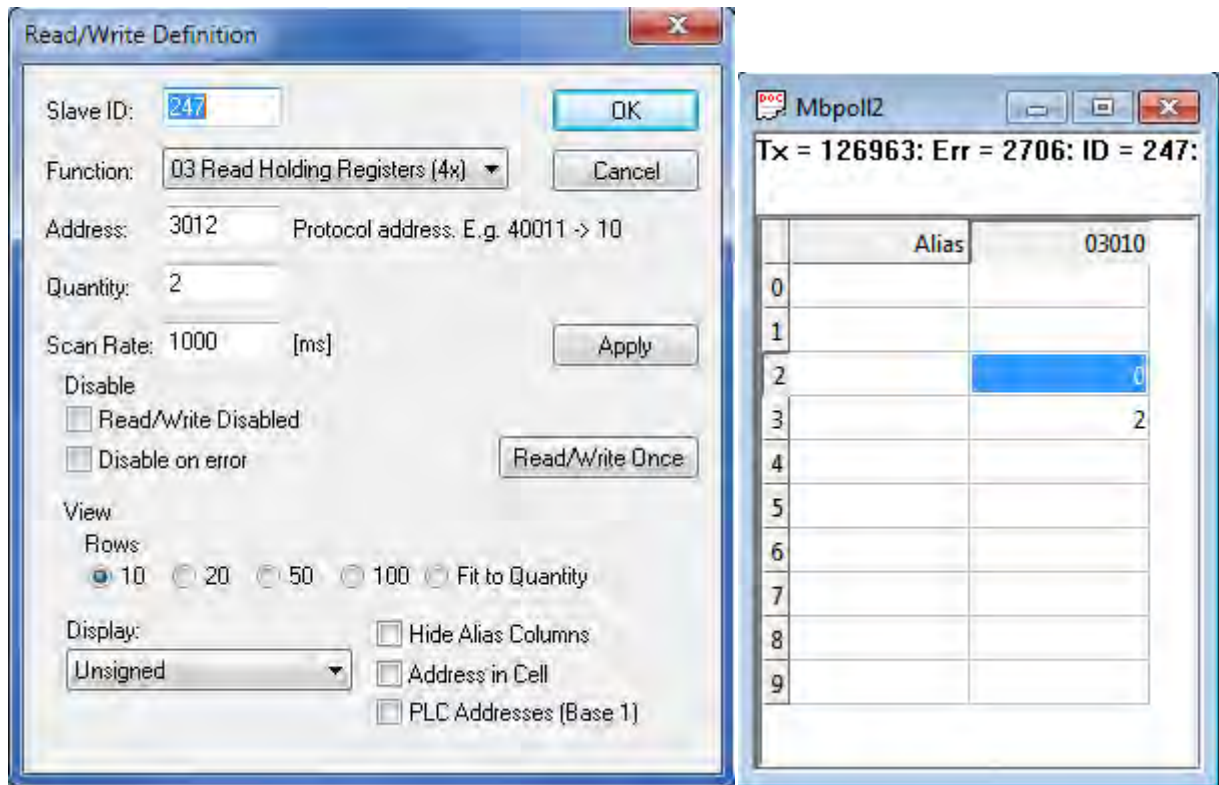 Read/Write Definition
Slave ID: 247 OK
Function: 03 Read Holding Registers (4x) Cancel
Address: 3012 Protocol address. E.g. 40011 -> 10
Quantity: 2
Scan Rate: 1000 [ms] Apply
Disable
Read/Write Disabled
Disable on error Read/Write Once
View
Rows
10 20 50 100 Fit to Quantity
Display: Hide Alias Columns
Unsigned Address in Cell
PLC Addresses (Base 1)
DOC Mbpoll2
Tx = 126963: Err = 2706: ID = 247:
Alias 03010
0
1
2 0
3 2
4
5
6
7
8
9